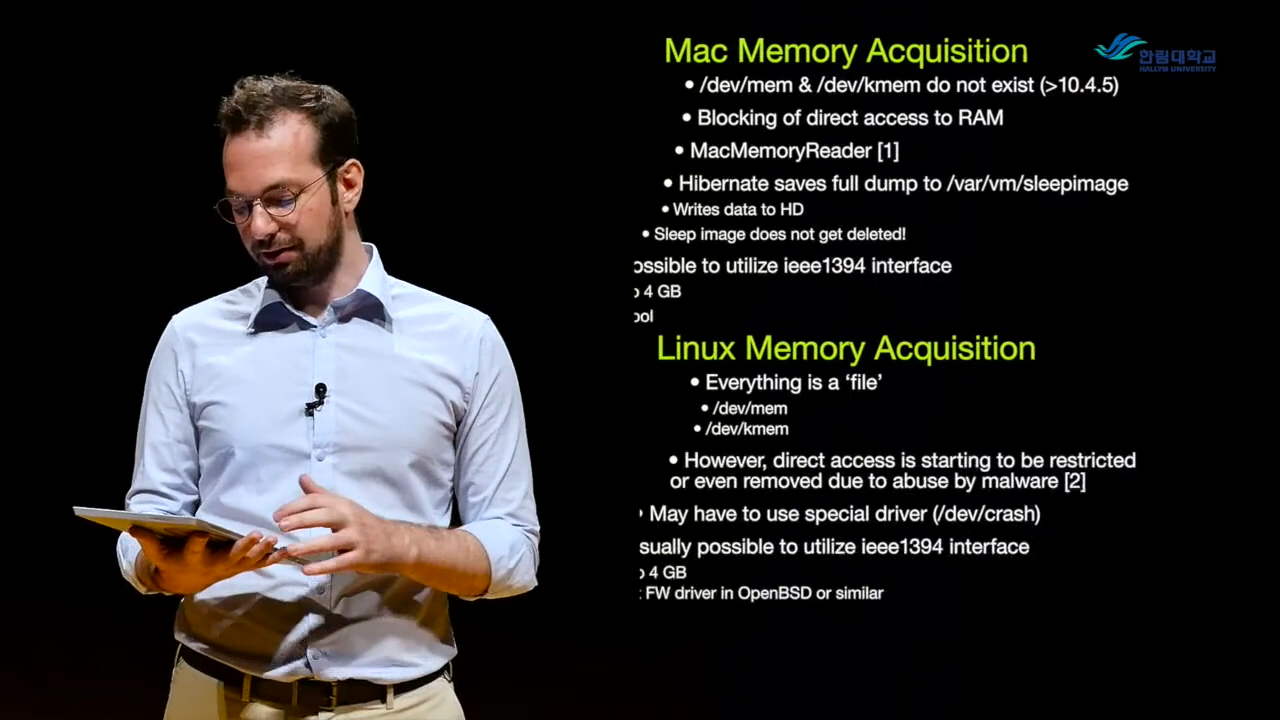 Mac Memory Acquisition
한림대학교
HALLYM UNIVERSITY
• /dev/mem & /dev/kmem do not exist (>10.4.5)
• Blocking of direct access to RAM
• MacMemoryReader [1]
• Hibernate saves full dump to /var/vm/sleepimage
• Writes data to HD
• Sleep image does not get deleted!
ossible to utilize ieee1394 interface
o 4 GB
ool
Linux Memory Acquisition
• Everything is a ‘file’
• /dev/mem
• /dev/kmem
• However, direct access is starting to be restricted
or even removed due to abuse by malware [2]
• May have to use special driver (/dev/crash)
sually possible to utilize ieee1394 interface
o 4 GB
: FW driver in OpenBSD or similar